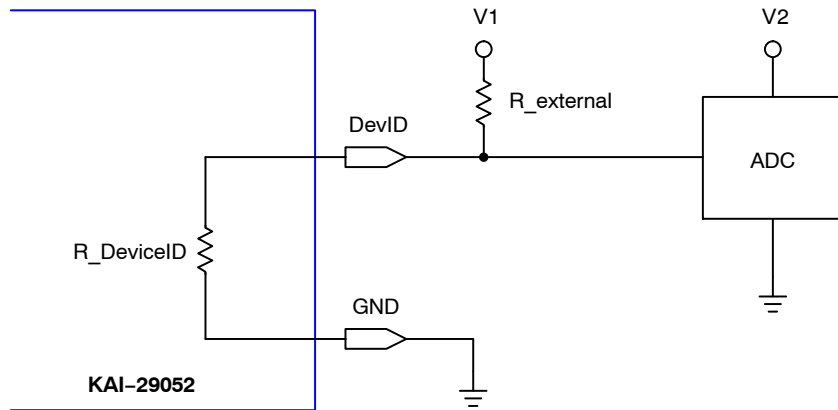 V1
V2
R_external
DevID
ADC
R_DeviceID
GND
KAI−29052